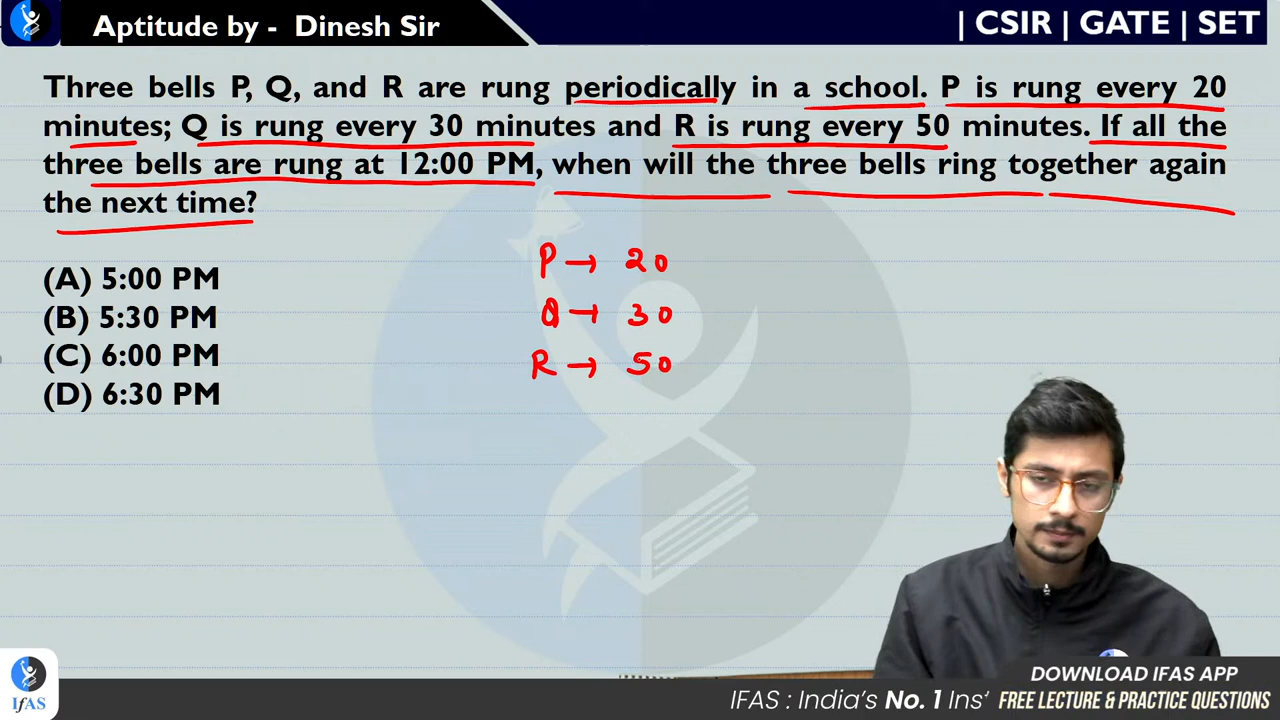 Aptitude by - Dinesh Sir
| CSIR | GATE | SET
Three bells P, Q, and R are rung periodically in a school. P is rung every 20
minutes; Q is rung every 30 minutes and R is rung every 50 minutes. If all the
three bells are rung at 12:00 PM, when will the three bells ring together again
the next time?
(A) 5:00 PM
(B) 5:30 PM
(C) 6:00 PM
(D) 6:30 PM
P → 20
Q → 30
R → 50
IFAS
DOWNLOAD IFAS APP
IFAS : India's No. 1 Ins'
FREE LECTURE & PRACTICE QUESTIONS